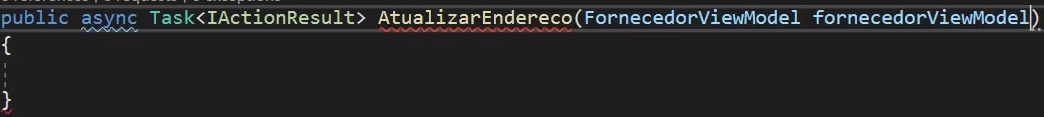 public async Task<IActionResult> AtualizarEndereco(FornecedorViewModel fornecedorViewModel)
{
}